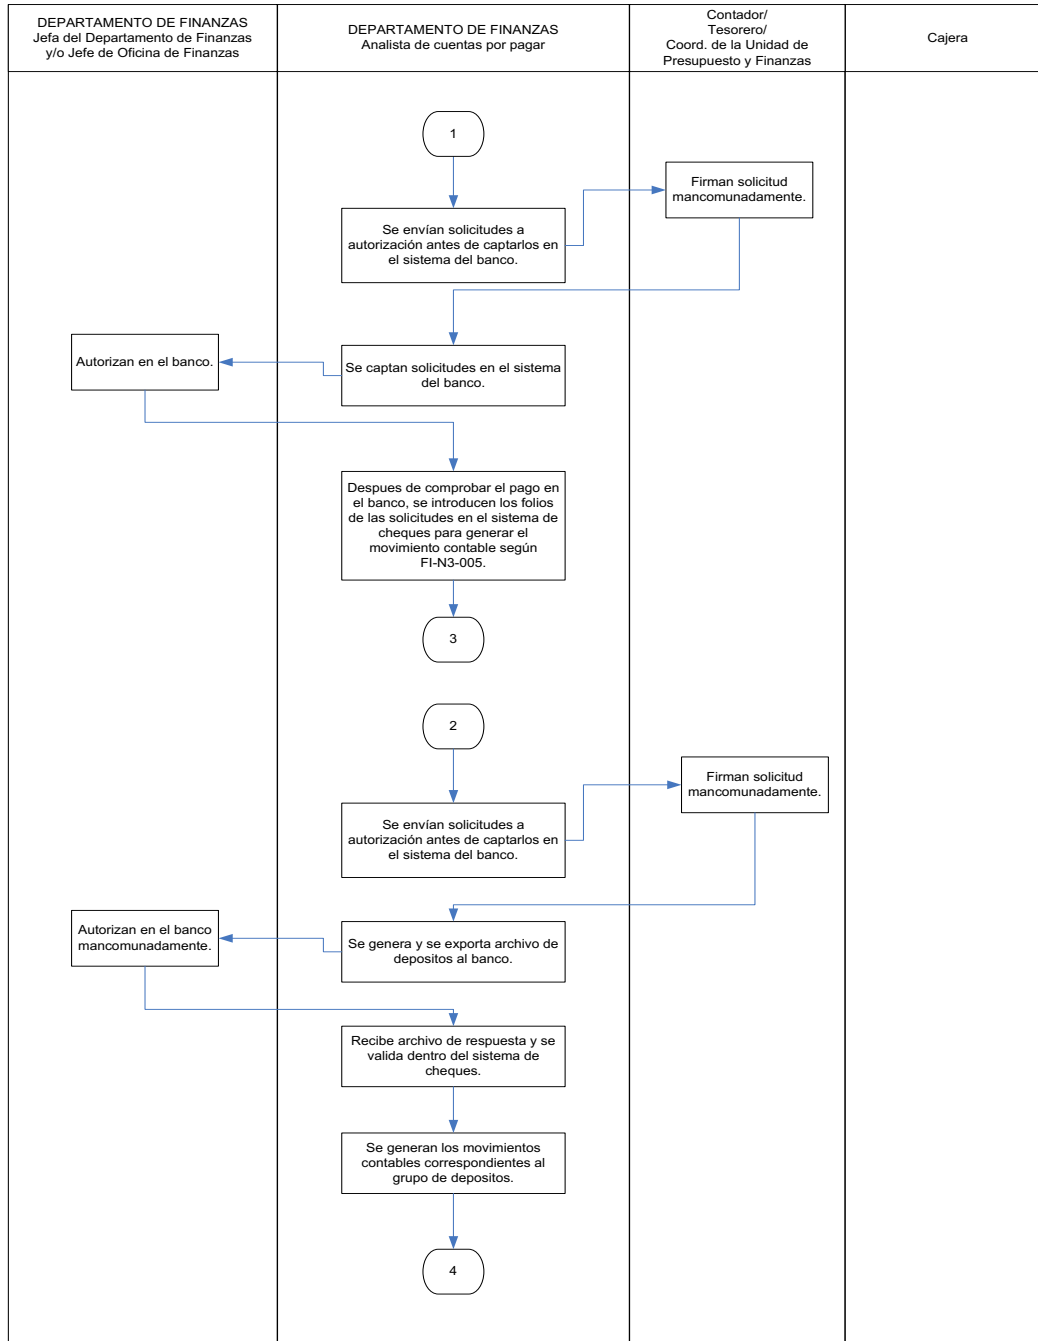 DEPARTAMENTO DE FINANZAS
Jefa del Departamento de Finanzas
y/o Jefe de Oficina de Finanzas
DEPARTAMENTO DE FINANZAS
Analista de cuentas por pagar
Contador/
Tesorero/
Coord. de la Unidad de
Presupuesto y Finanzas
Cajera
1
Se envían solicitudes a
autorización antes de captarlos en
el sistema del banco.
Firman solicitud
mancomunadamente.
Se captan solicitudes en el sistema
del banco.
Autorizan en el banco.
Despues de comprobar el pago en
el banco, se introducen los folios
de las solicitudes en el sistema de
cheques para generar el
movimiento contable según
FI-N3-005.
3
2
Se envían solicitudes a
autorización antes de captarlos en
el sistema del banco.
Firman solicitud
mancomunadamente.
Se genera y se exporta archivo de
depositos al banco.
Autorizan en el banco
mancomunadamente.
Recibe archivo de respuesta y se
valida dentro del sistema de
cheques.
Se generan los movimientos
contables correspondientes al
grupo de depositos.
4